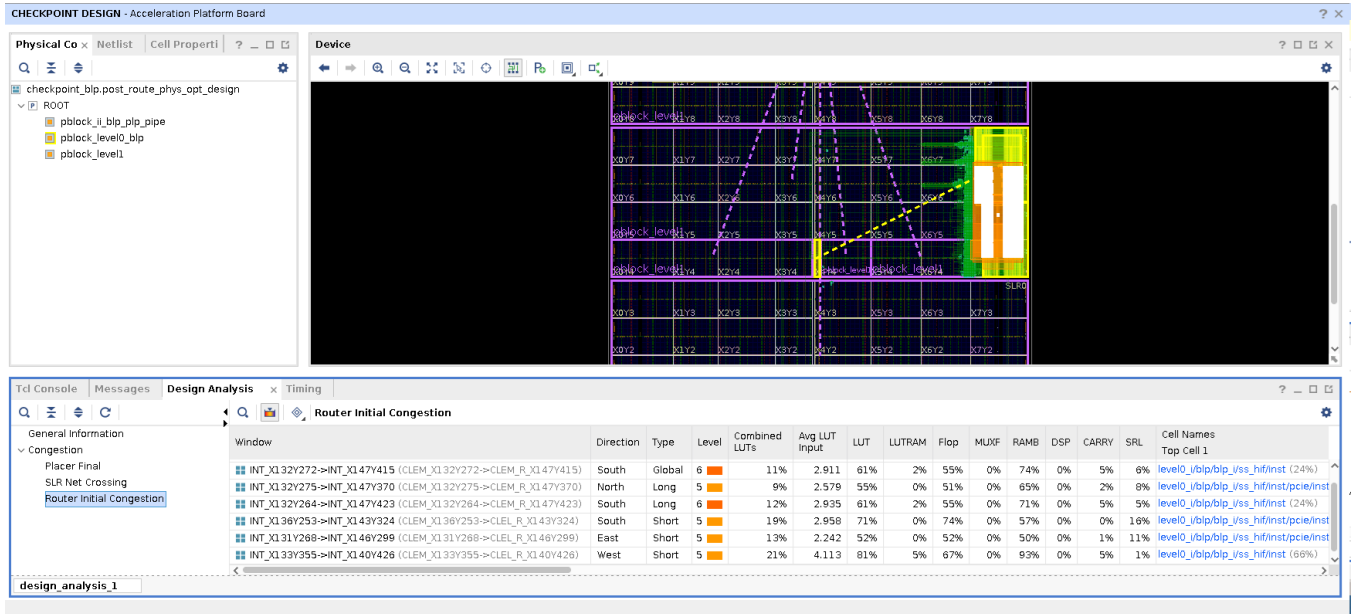 CHECKPOINT DESIGN - Acceleration Platform Board
Physical Co
Netlist
Cell Properti
checkpoint_blp.post_route_phys_opt_design
ROOT
pblock_ii_blp_plp_pipe
pblock_level0_blp
pblock_level1
Device
X1Y8 X2Y8 X3Y8 X4Y8 X5Y8 X6Y8 X7Y8
X0Y7 X1Y7 X2Y7 X3Y7 X4Y7 X5Y7 X6Y7
X0Y6 X1Y6 X2Y6 X3Y6 X4Y6 X5Y6 X6Y6
X1Y5 X2Y5 X3Y5 X4Y5 X5Y5 X6Y5
X1Y4 X2Y4 X3Y4
SLR0
X0Y3 X1Y3 X2Y3 X3Y3 X4Y3 X5Y3 X6Y3 X7Y3
X0Y2 X1Y2 X2Y2 X3Y2 X4Y2 X5Y2 X6Y2 X7Y2
Tcl Console
Messages
Design Analysis
Timing
General Information
Congestion
Placer Final
SLR Net Crossing
Router Initial Congestion
Router Initial Congestion
Window Direction Type Level Combined LUTs Avg LUT Input LUT LUTRAM Flop MUXF RAMB DSP CARRY SRL Cell Names Top Cell 1
INT_X132Y272->INT_X147Y415 (CLEM_X132Y272->CLEM_R_X147Y415) South Global 6 11% 2.911 61% 2% 55% 0% 74% 0% 5% 6% level0_i/blp/blp_i/ss_hif/inst (24%)
INT_X132Y275->INT_X147Y370 (CLEM_X132Y275->CLEM_R_X147Y370) North Long 5 9% 2.579 55% 0% 51% 0% 65% 0% 2% 8% level0_i/blp/blp_i/ss_hif/inst/pcie/inst
INT_X132Y264->INT_X147Y423 (CLEM_X132Y264->CLEM_R_X147Y423) South Long 6 12% 2.935 61% 2% 55% 0% 71% 0% 5% 5% level0_i/blp/blp_i/ss_hif/inst (24%)
INT_X136Y253->INT_X143Y324 (CLEM_X136Y253->CLEL_R_X143Y324) South Short 5 19% 2.958 71% 0% 74% 0% 57% 0% 0% 16% level0_i/blp/blp_i/ss_hif/inst/pcie/inst
INT_X131Y268->INT_X146Y299 (CLEM_X131Y268->CLEL_R_X146Y299) East Short 5 13% 2.242 52% 0% 52% 0% 50% 0% 1% 11% level0_i/blp/blp_i/ss_hif/inst/pcie/inst
INT_X133Y355->INT_X140Y426 (CLEM_X133Y355->CLEL_R_X140Y426) West Short 5 21% 4.113 81% 5% 67% 0% 93% 0% 5% 1% level0_i/blp/blp_i/ss_hif/inst (66%)
design_analysis_1